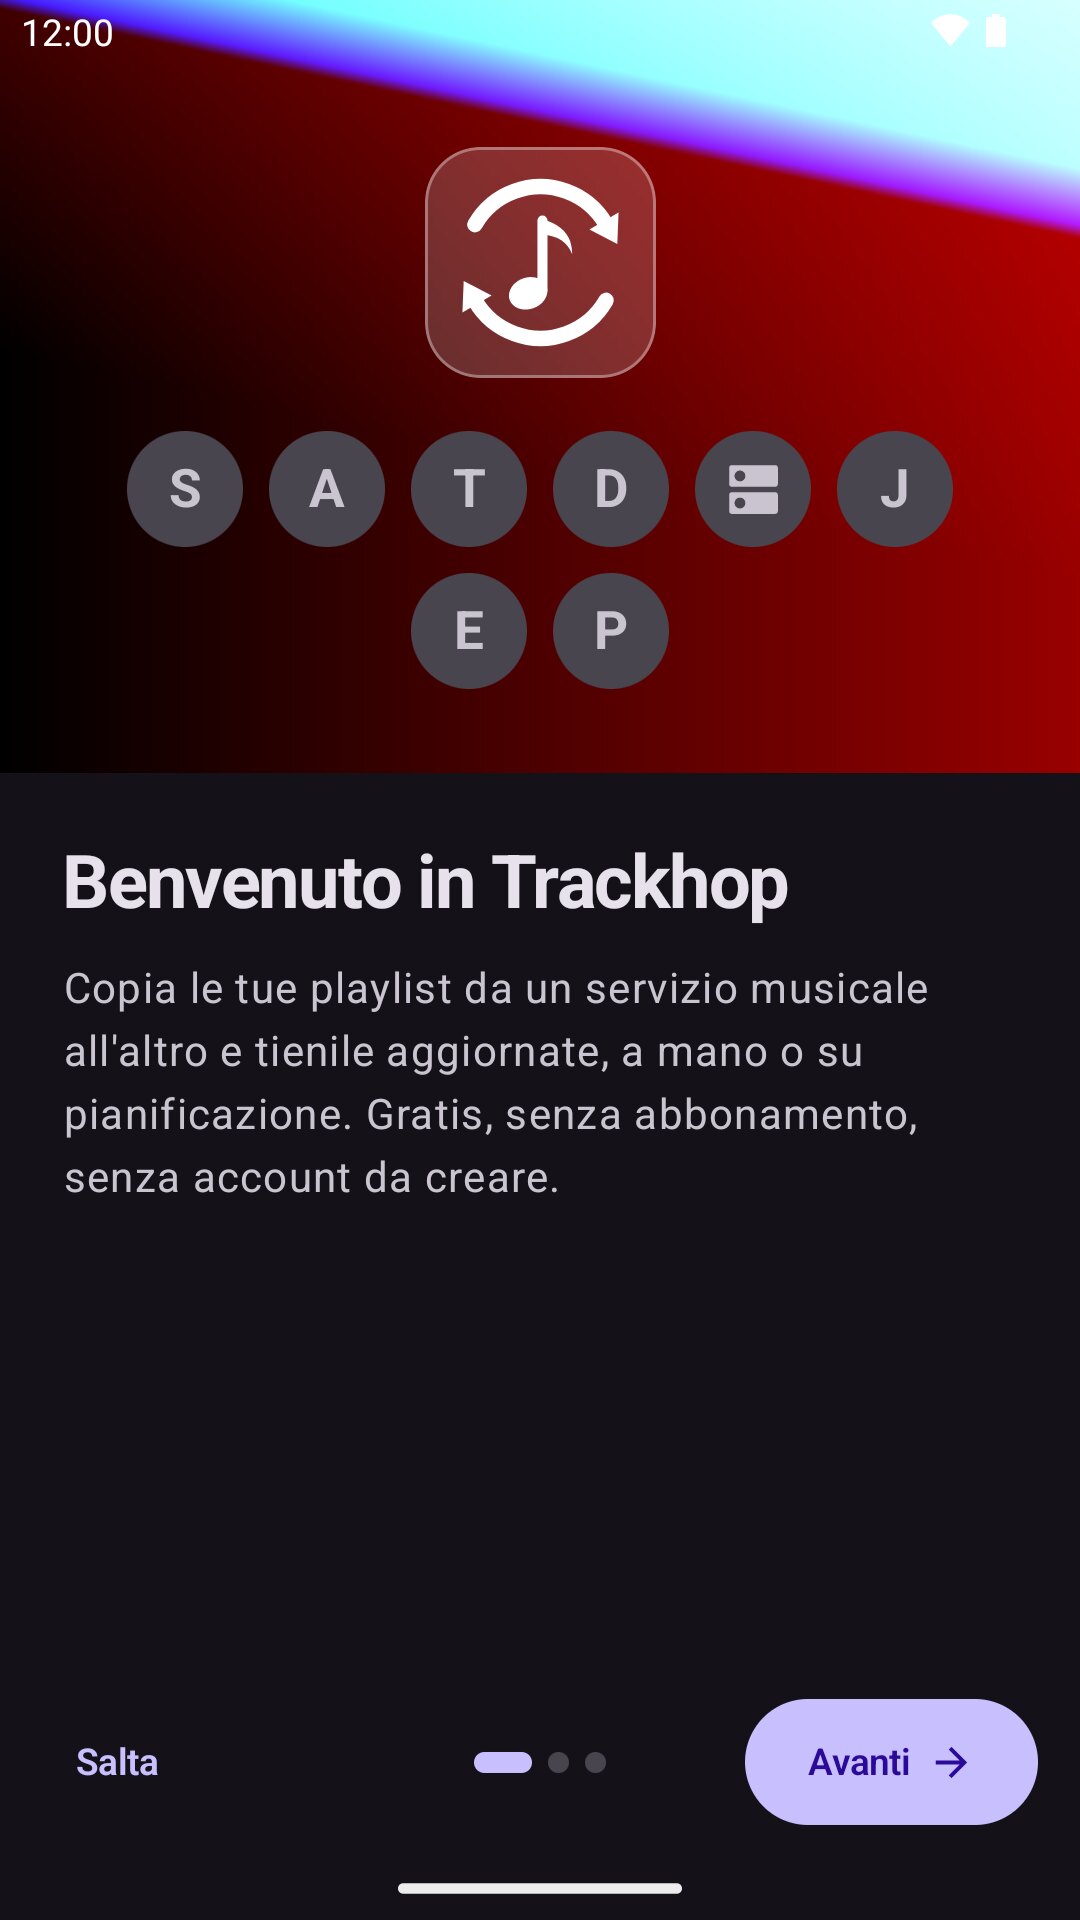 12:00
S A T D J
E P
Benvenuto in Trackhop
Copia le tue playlist da un servizio musicale
all'altro e tienile aggiornate, a mano o su
pianificazione. Gratis, senza abbonamento,
senza account da creare.
Salta
Avanti